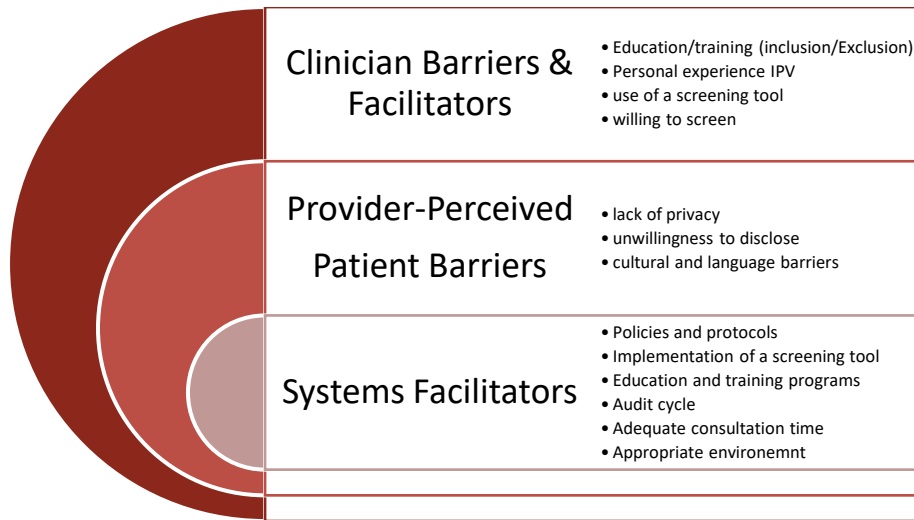 Clinician Barriers &
Facilitators
• Education/training (inclusion/Exclusion)
• Personal experience IPV
• use of a screening tool
• willing to screen
Provider-Perceived
Patient Barriers
• lack of privacy
• unwillingness to disclose
• cultural and language barriers
Systems Facilitators
• Policies and protocols
• Implementation of a screening tool
• Education and training programs
• Audit cycle
• Adequate consultation time
• Appropriate environemnt